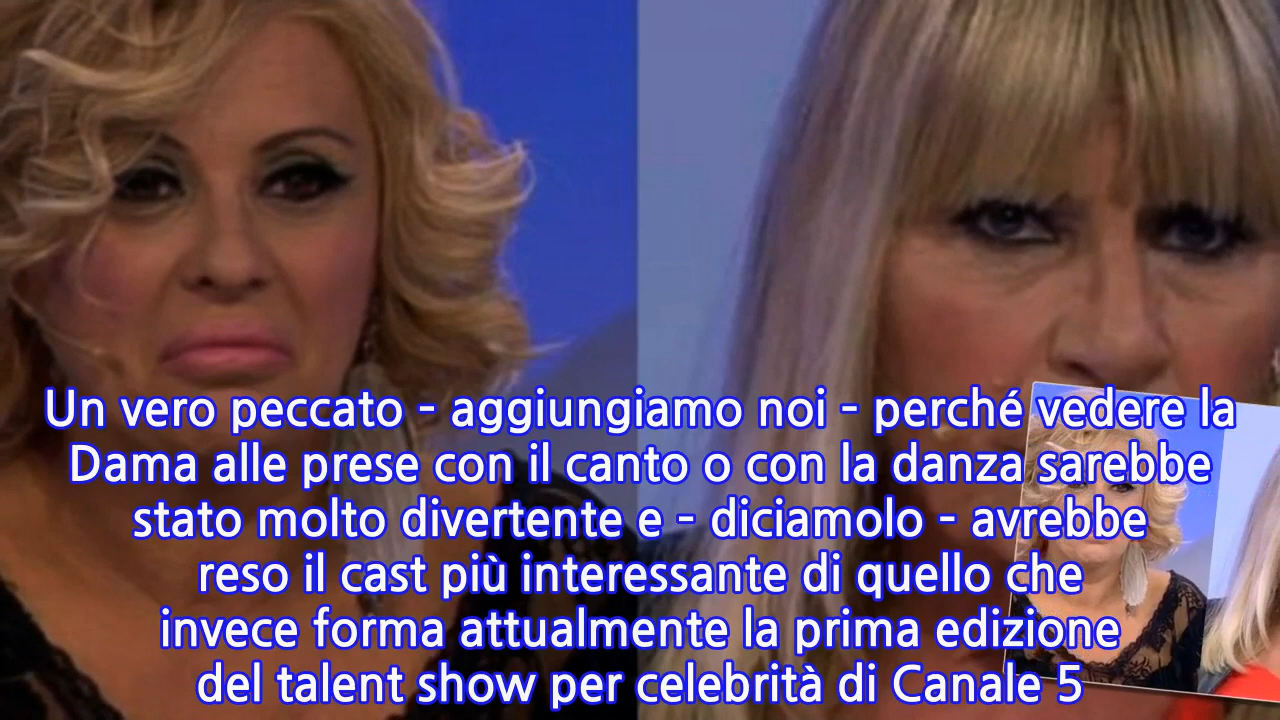 Un vero peccato - aggiungiamo noi - perché vedere la
Dama alle prese con il canto o con la danza sarebbe
stato molto divertente e - diciamolo - avrebbe
reso il cast più interessante di quello che
invece forma attualmente la prima edizione
del talent show per celebrità di Canale 5